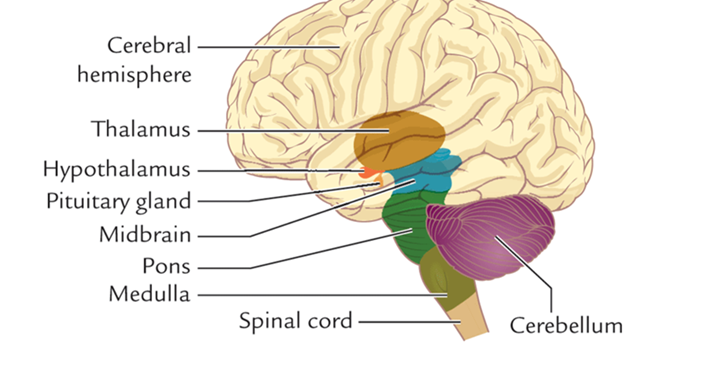 Cerebral
hemisphere
Thalamus
Hypothalamus
Pituitary gland
Midbrain
Pons
Medulla
Spinal cord
Cerebellum